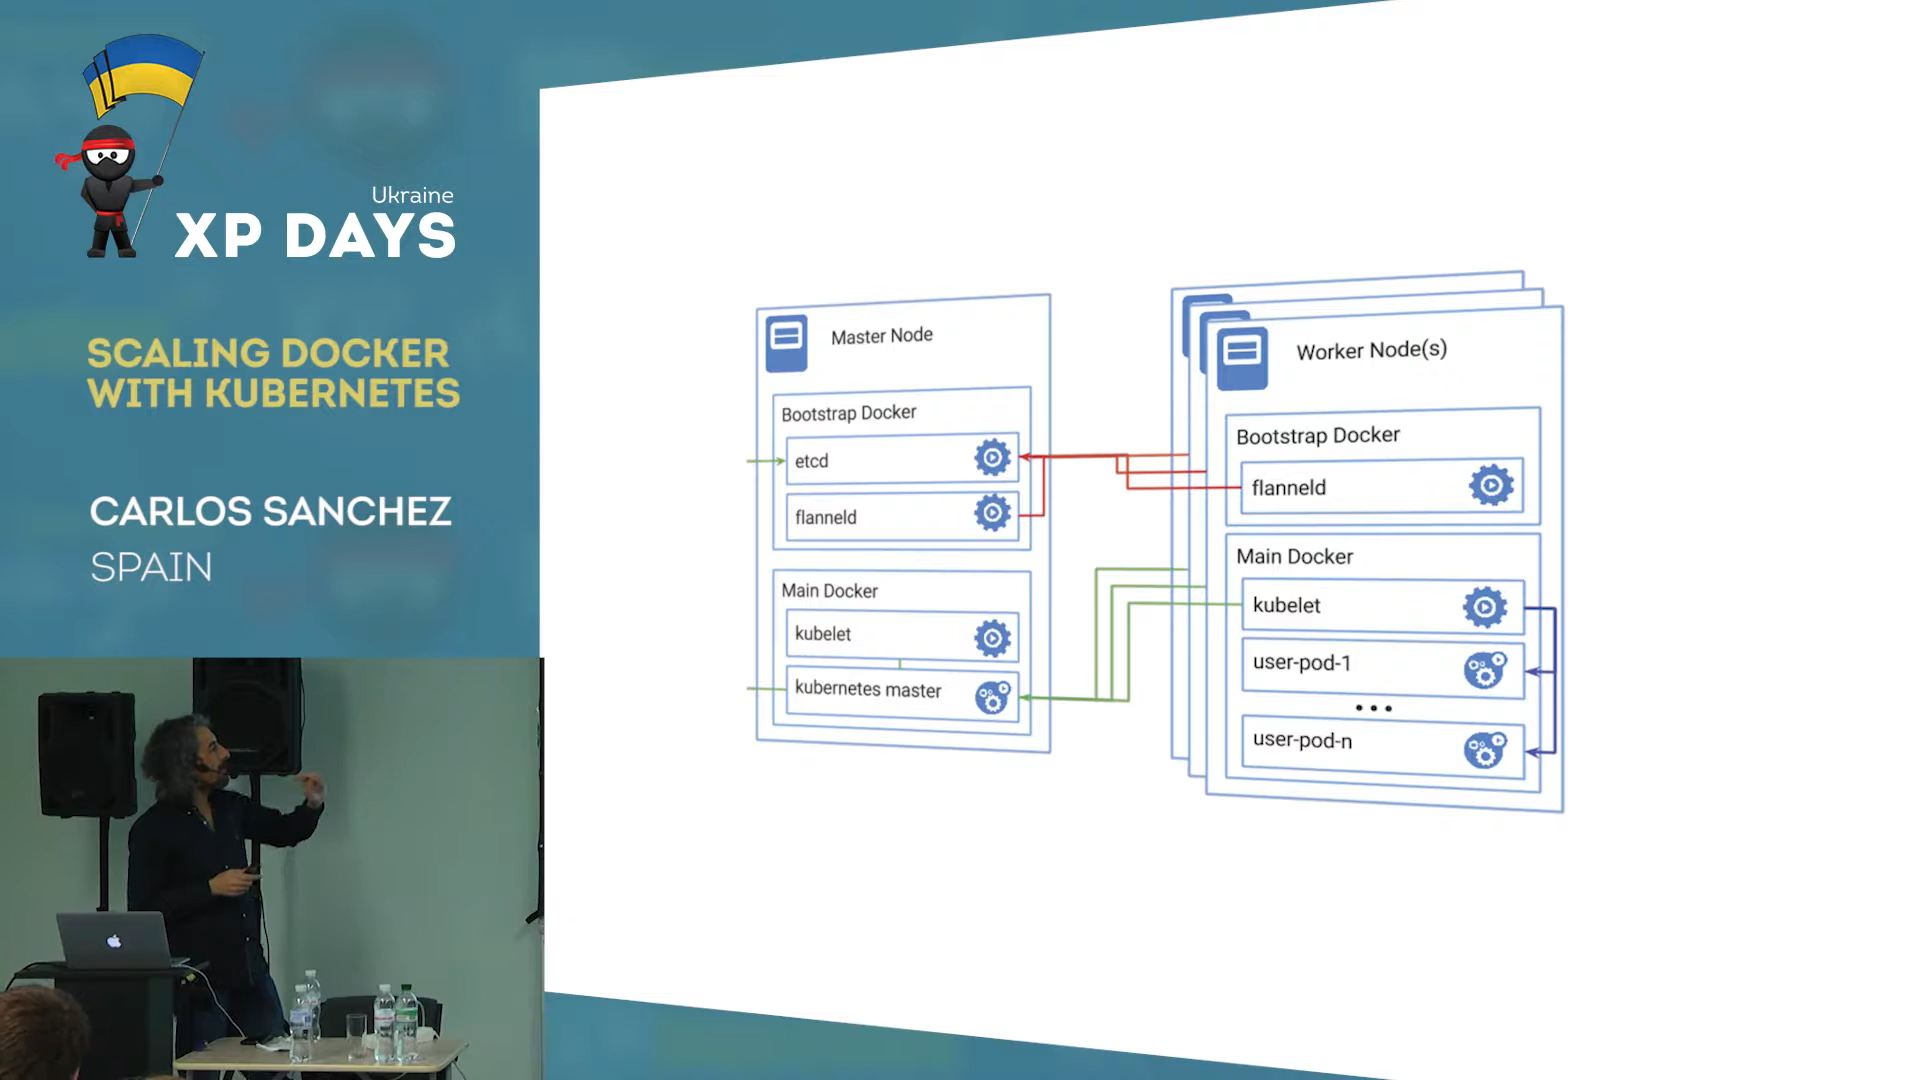 Ukraine
XP DAYS
SCALING DOCKER
WITH KUBERNETES
CARLOS SANCHEZ
SPAIN
Master Node
Bootstrap Docker
etcd
flanneld
Main Docker
kubelet
kubernetes master
Worker Node(s)
Bootstrap Docker
flanneld
Main Docker
kubelet
user-pod-1
...
user-pod-n